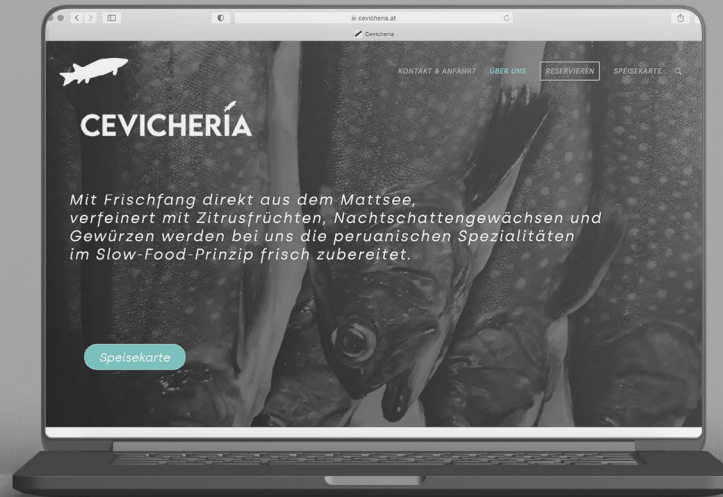 cevicheria.at
Cevichería
KONTAKT & ANFAHRT ÜBER UNS RESERVIEREN SPEISEKARTE
CEVICHERÍA
Mit Frischfang direkt aus dem Mattsee,
verfeinert mit Zitrusfrüchten, Nachtschattengewächsen und
Gewürzen werden bei uns die peruanischen Spezialitäten
im Slow-Food-Prinzip frisch zubereitet.
Speisekarte